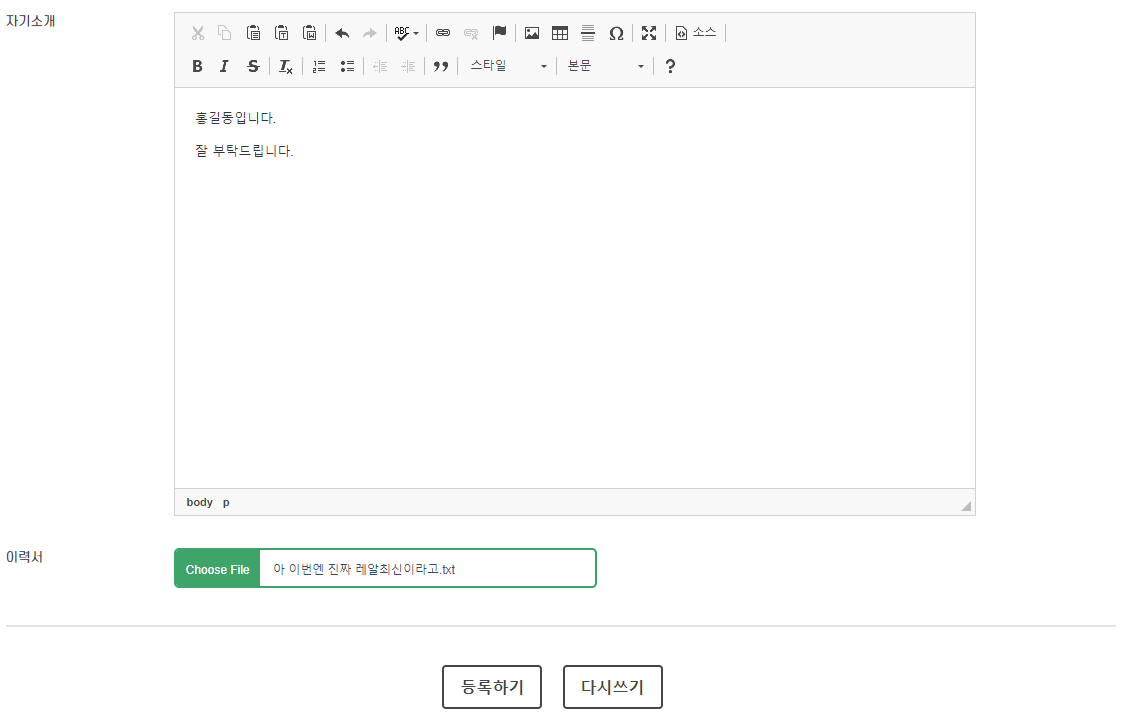 자기소개
ABC
소스
B I S Ix
스타일 본문 ?
홍길동입니다.
잘 부탁드립니다.
body p
이력서
Choose File 아 이번엔 진짜 레알최신이라고.txt
등록하기 다시쓰기